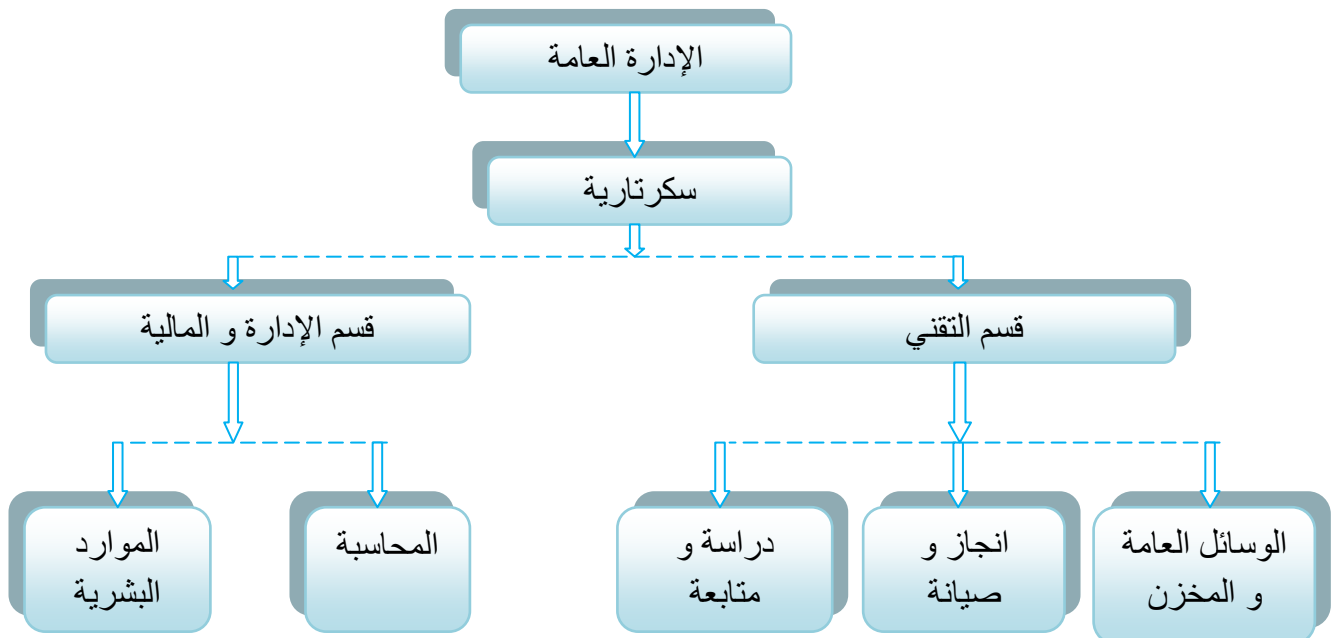 الإدارة العامة
سكرتارية
قسم التقني
قسم الإدارة و المالية
الوسائل العامة
و المخزن
انجاز و
صيانة
دراسة و
متابعة
المحاسبة
الموارد
البشرية